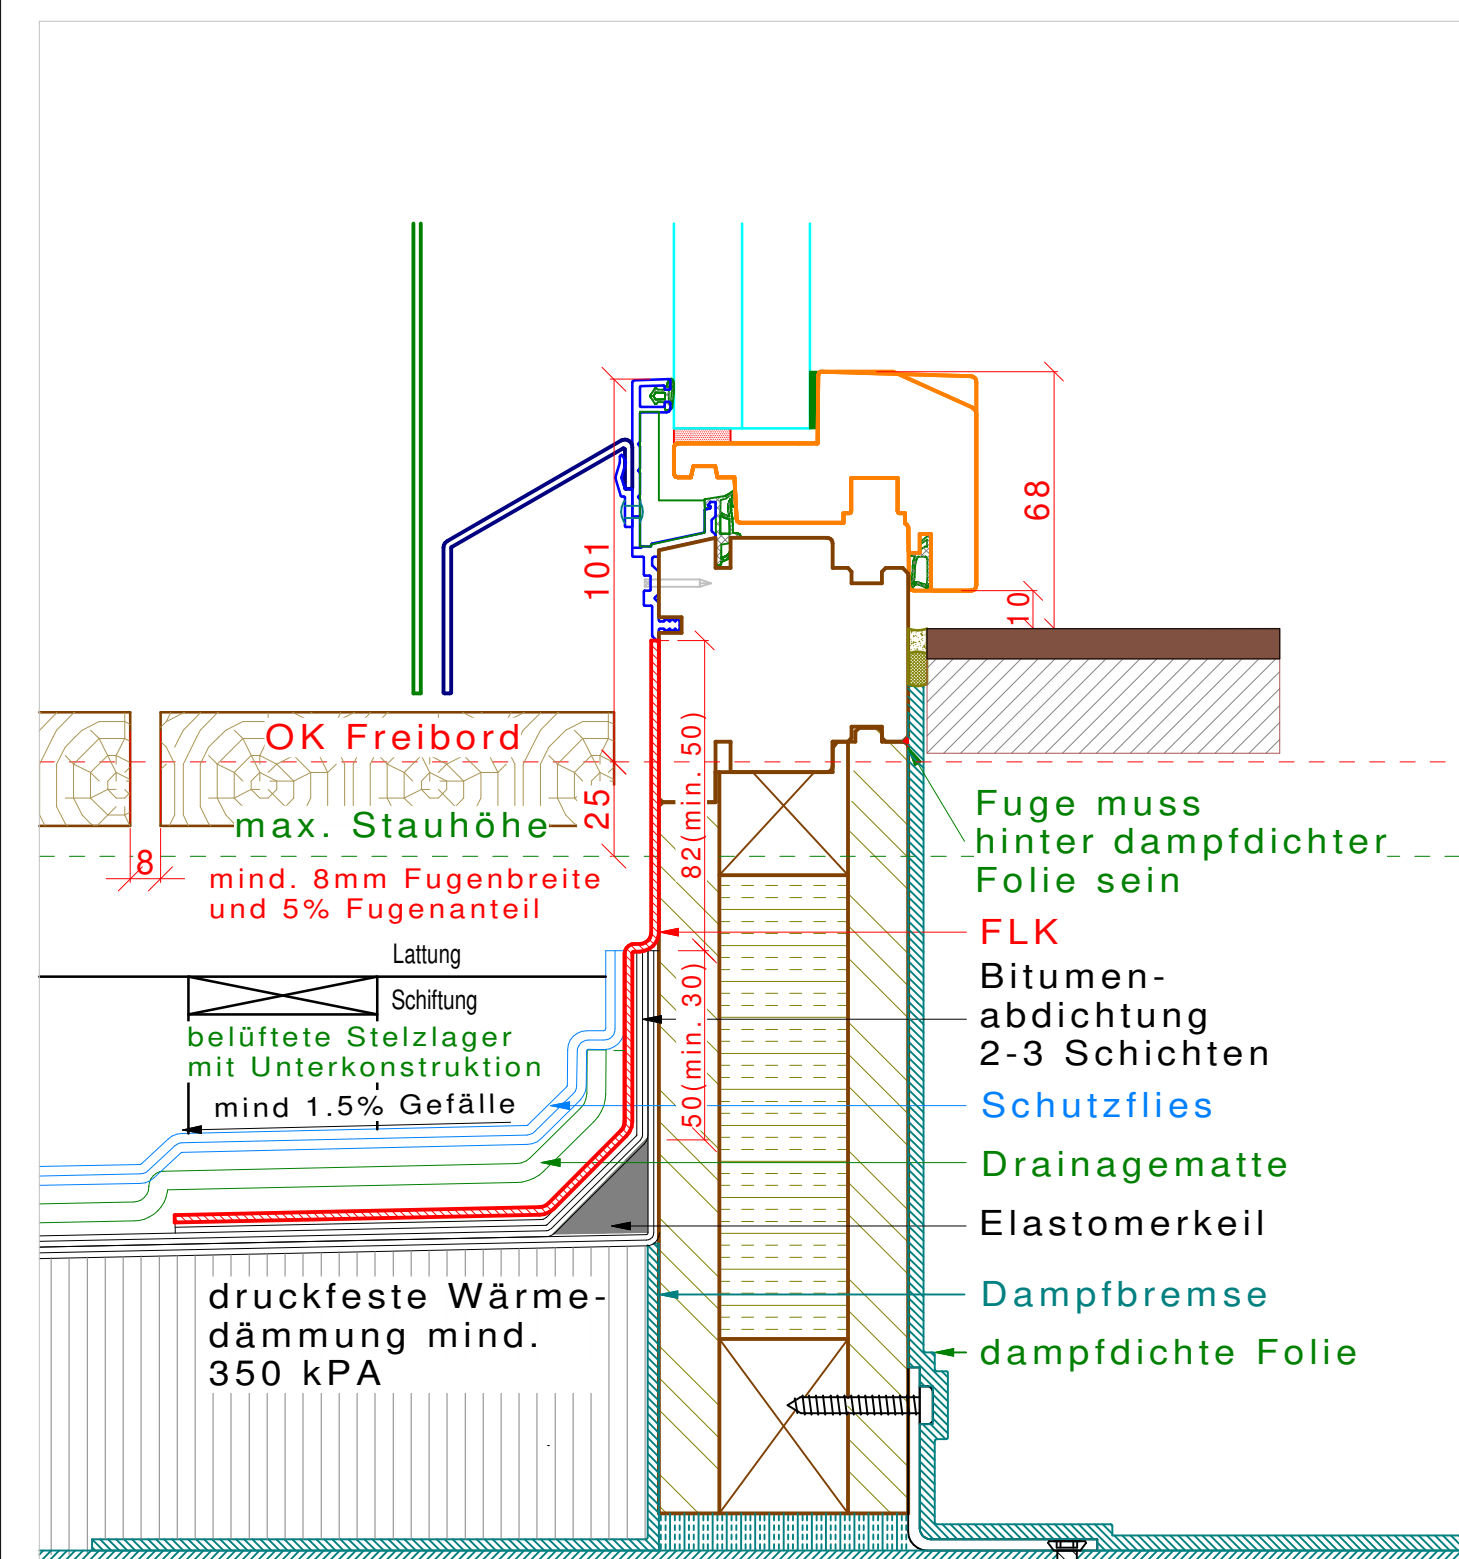 101
68
10
OK Freibord
25
max. Stauhöhe
8
mind. 8mm Fugenbreite
und 5% Fugenanteil
82(min. 50)
Fuge muss
hinter dampfdichter
Folie sein
FLK
Lattung
Schiftung
50(min. 30)
Bitumen-
abdichtung
2-3 Schichten
belüftete Stelzlager
mit Unterkonstruktion
mind 1.5% Gefälle
Schutzflies
Drainagematte
Elastomerkeil
druckfeste Wärme-
dämmung mind.
350 kPA
Dampfbremse
dampfdichte Folie